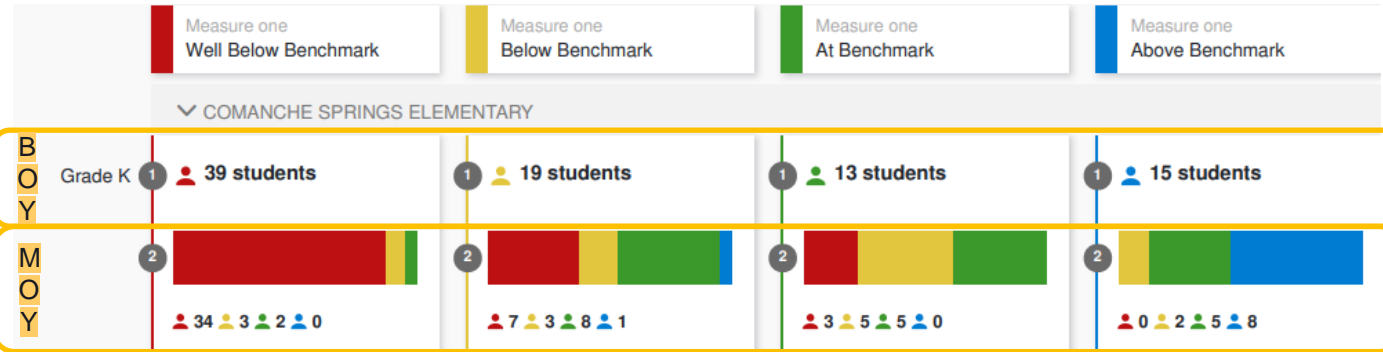 Measure one
Well Below Benchmark
Measure one
Below Benchmark
Measure one
At Benchmark
Measure one
Above Benchmark
COMANCHE SPRINGS ELEMENTARY
B
O
Y
Grade K
1
39 students
1
19 students
1
13 students
1
15 students
M
O
Y
2
34 3 2 0
2
7 3 8 1
2
3 5 5 0
2
0 2 5 8